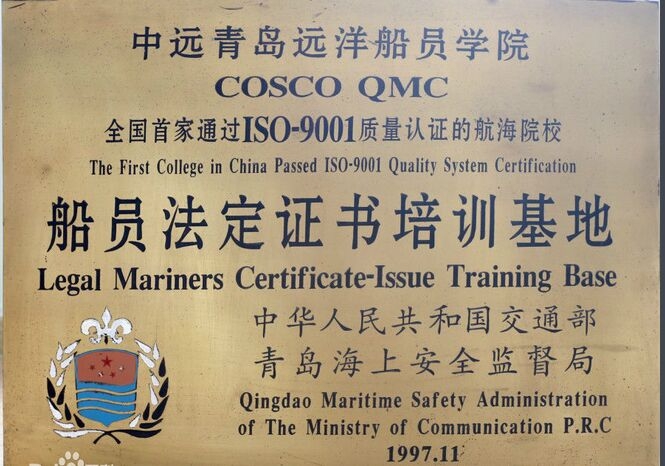 中远青岛远洋船员学院
COSCO QMC
全国首家通过ISO-9001质量认证的航海院校
The First College in China Passed ISO-9001 Quality System Certification
船员法定证书培训基地
Legal Mariners Certificate-Issue Training Base
中华人民共和国交通部
青岛海上安全监督局
Qingdao Maritime Safety Administration
of The Ministry of Communication P.R.C
1997.11